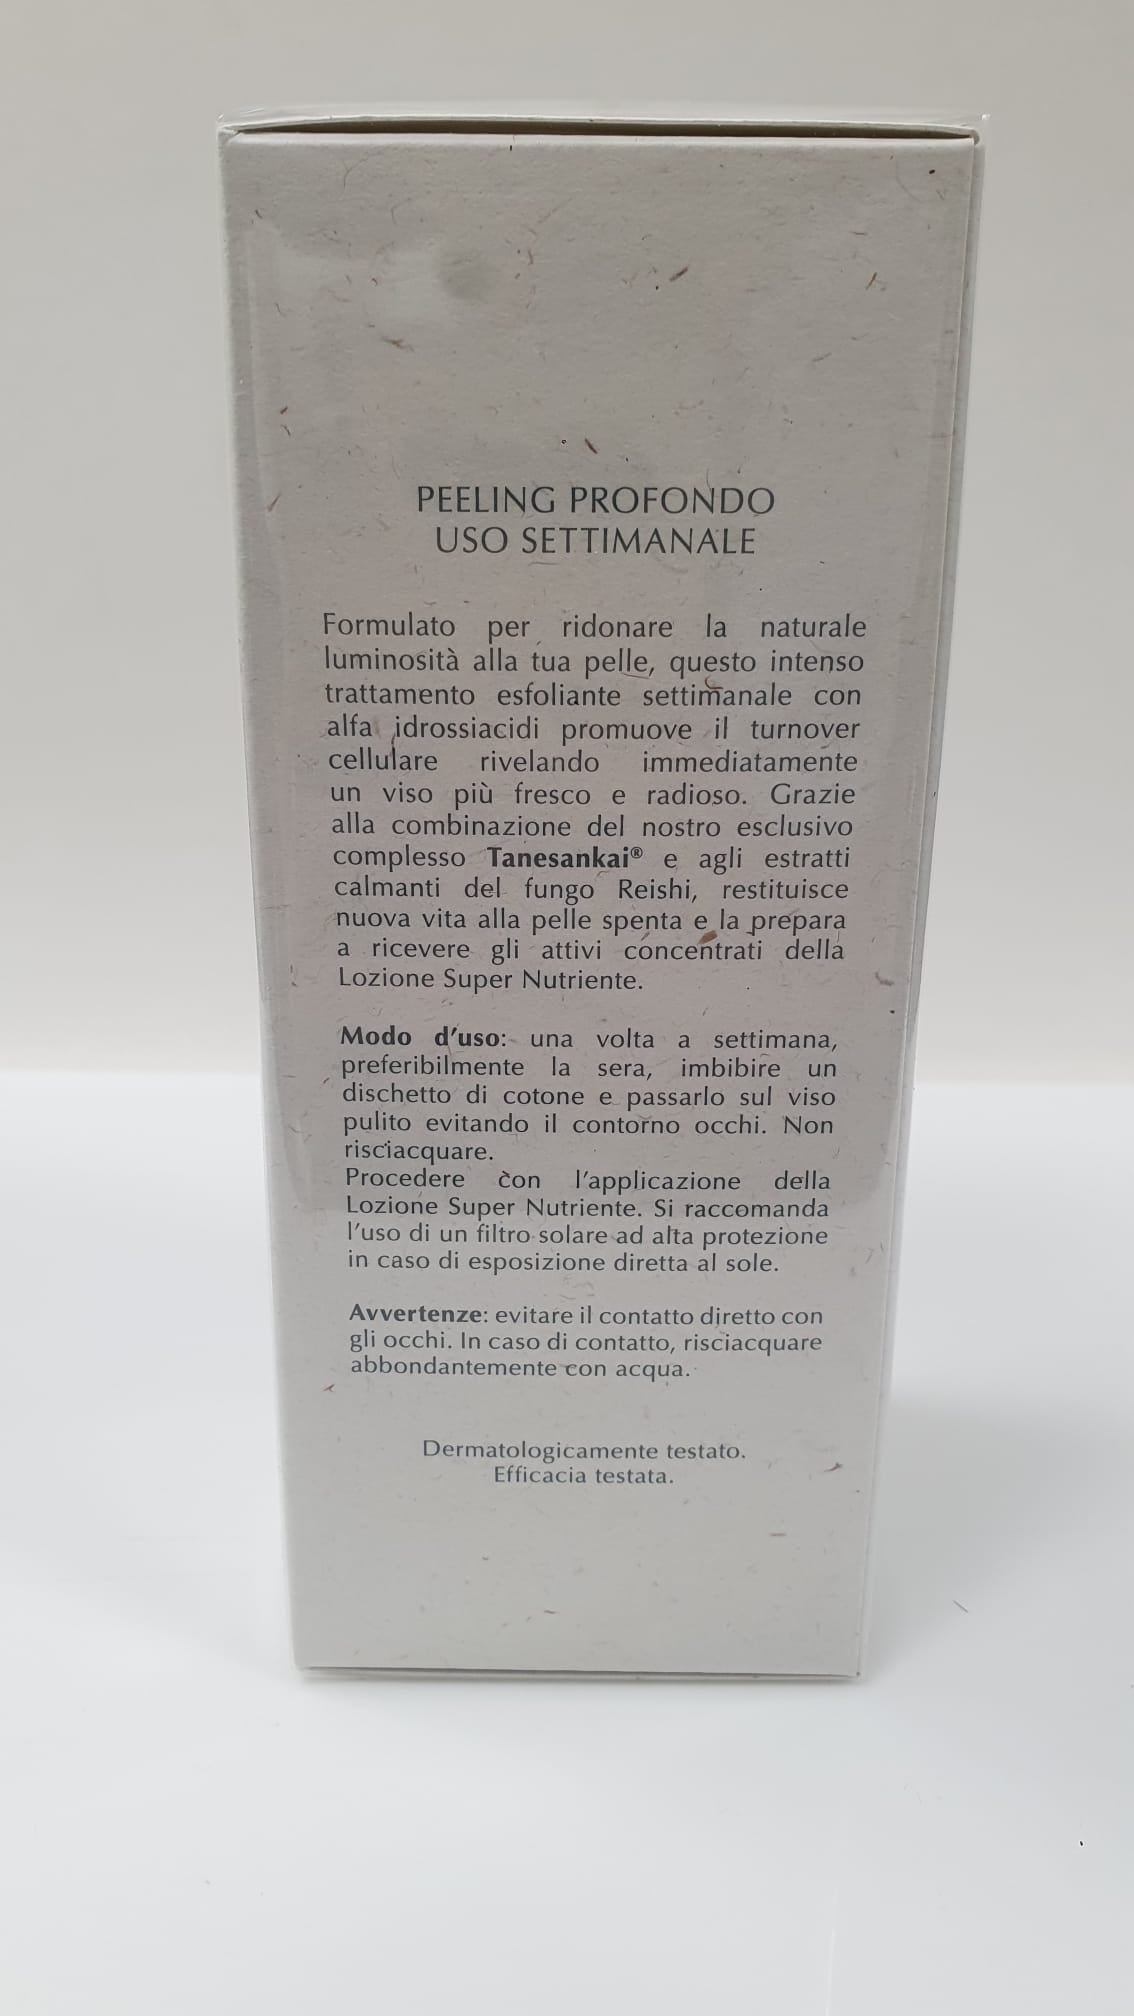 PEELING PROFONDO
USO SETTIMANALE
Formulato per ridonare la naturale
luminosità alla tua pelle, questo intenso
trattamento esfoliante settimanale con
alfa idrossiacidi promuove il turnover
cellulare rivelando immediatamente
un viso più fresco e radioso. Grazie
alla combinazione del nostro esclusivo
complesso Tanesankai® e agli estratti
calmanti del fungo Reishi, restituisce
nuova vita alla pelle spenta e la prepara
a ricevere gli attivi concentrati della
Lozione Super Nutriente.
Modo d'uso: una volta a settimana,
preferibilmente la sera, imbibire un
dischetto di cotone e passarlo sul viso
pulito evitando il contorno occhi. Non
risciacquare.
Procedere con l'applicazione della
Lozione Super Nutriente. Si raccomanda
l'uso di un filtro solare ad alta protezione
in caso di esposizione diretta al sole.
Avvertenze: evitare il contatto diretto con
gli occhi. In caso di contatto, risciacquare
abbondantemente con acqua.
Dermatologicamente testato.
Efficacia testata.